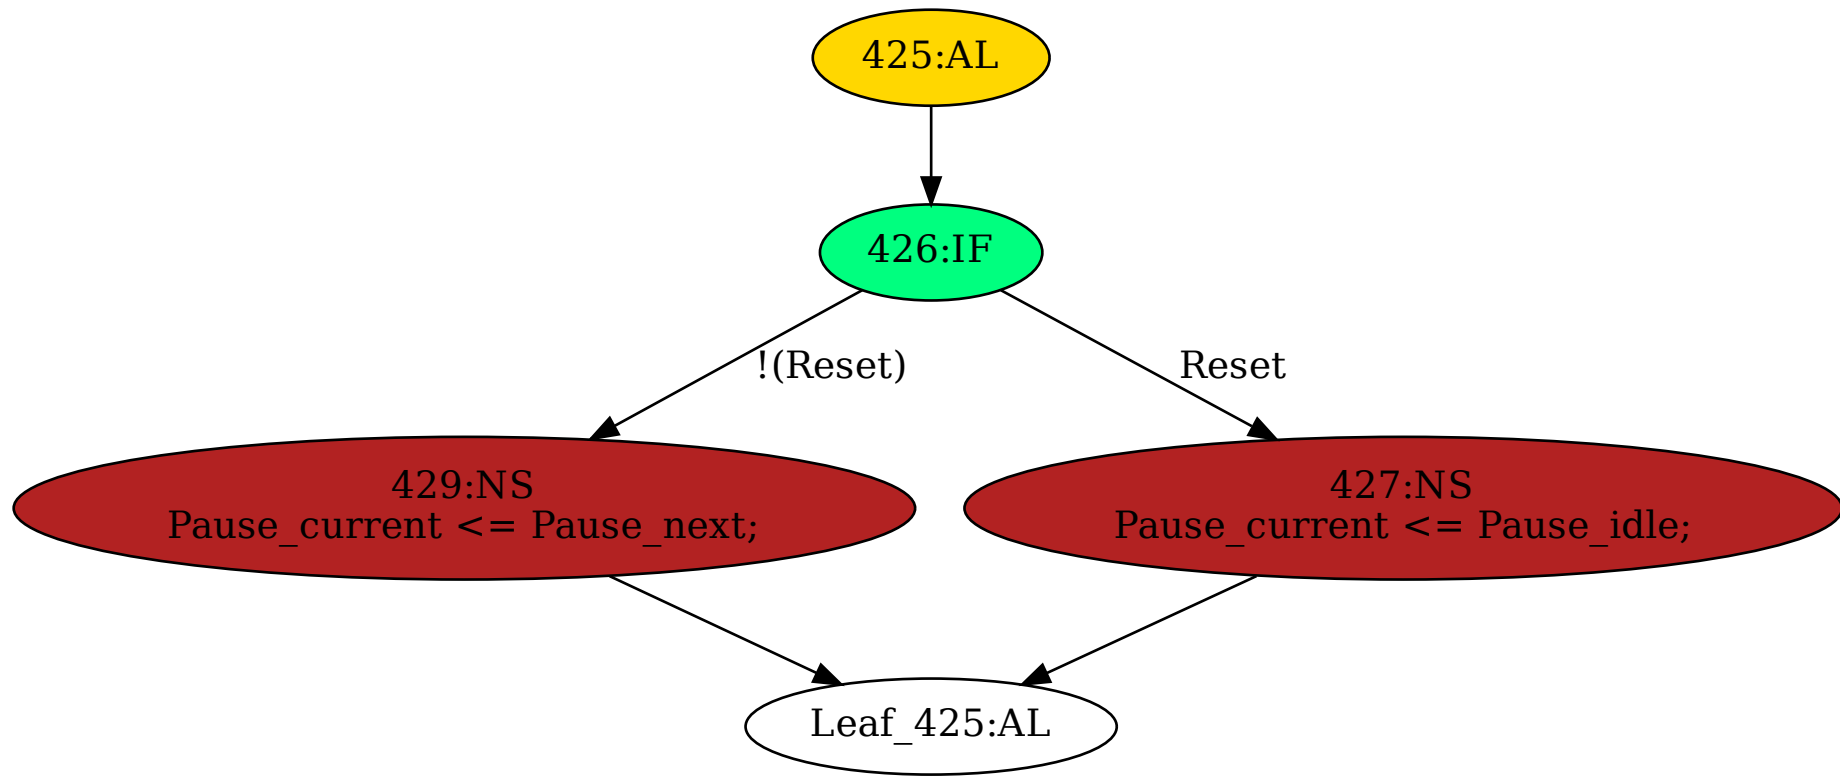 425:AL
426:IF
!(Reset)
Reset
429:NS
Pause_current <= Pause_next;
427:NS
Pause_current <= Pause_idle;
Leaf_425:AL